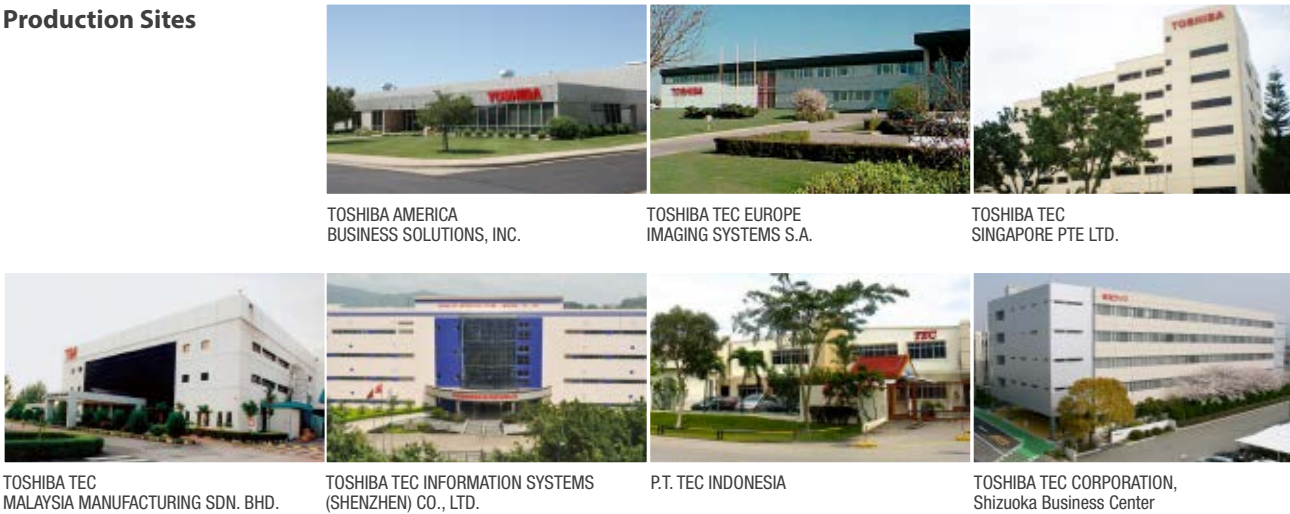 Production Sites
TOSHIBA
TOSHIBA
TOSHIBA
TOSHIBA AMERICA
BUSINESS SOLUTIONS, INC.
TOSHIBA TEC EUROPE
IMAGING SYSTEMS S.A.
TOSHIBA TEC
SINGAPORE PTE LTD.
TEC
TOSHIBA TEC
MALAYSIA MANUFACTURING SDN. BHD.
TOSHIBA TEC INFORMATION SYSTEMS
(SHENZHEN) CO., LTD.
P.T. TEC INDONESIA
TOSHIBA TEC CORPORATION,
Shizuoka Business Center